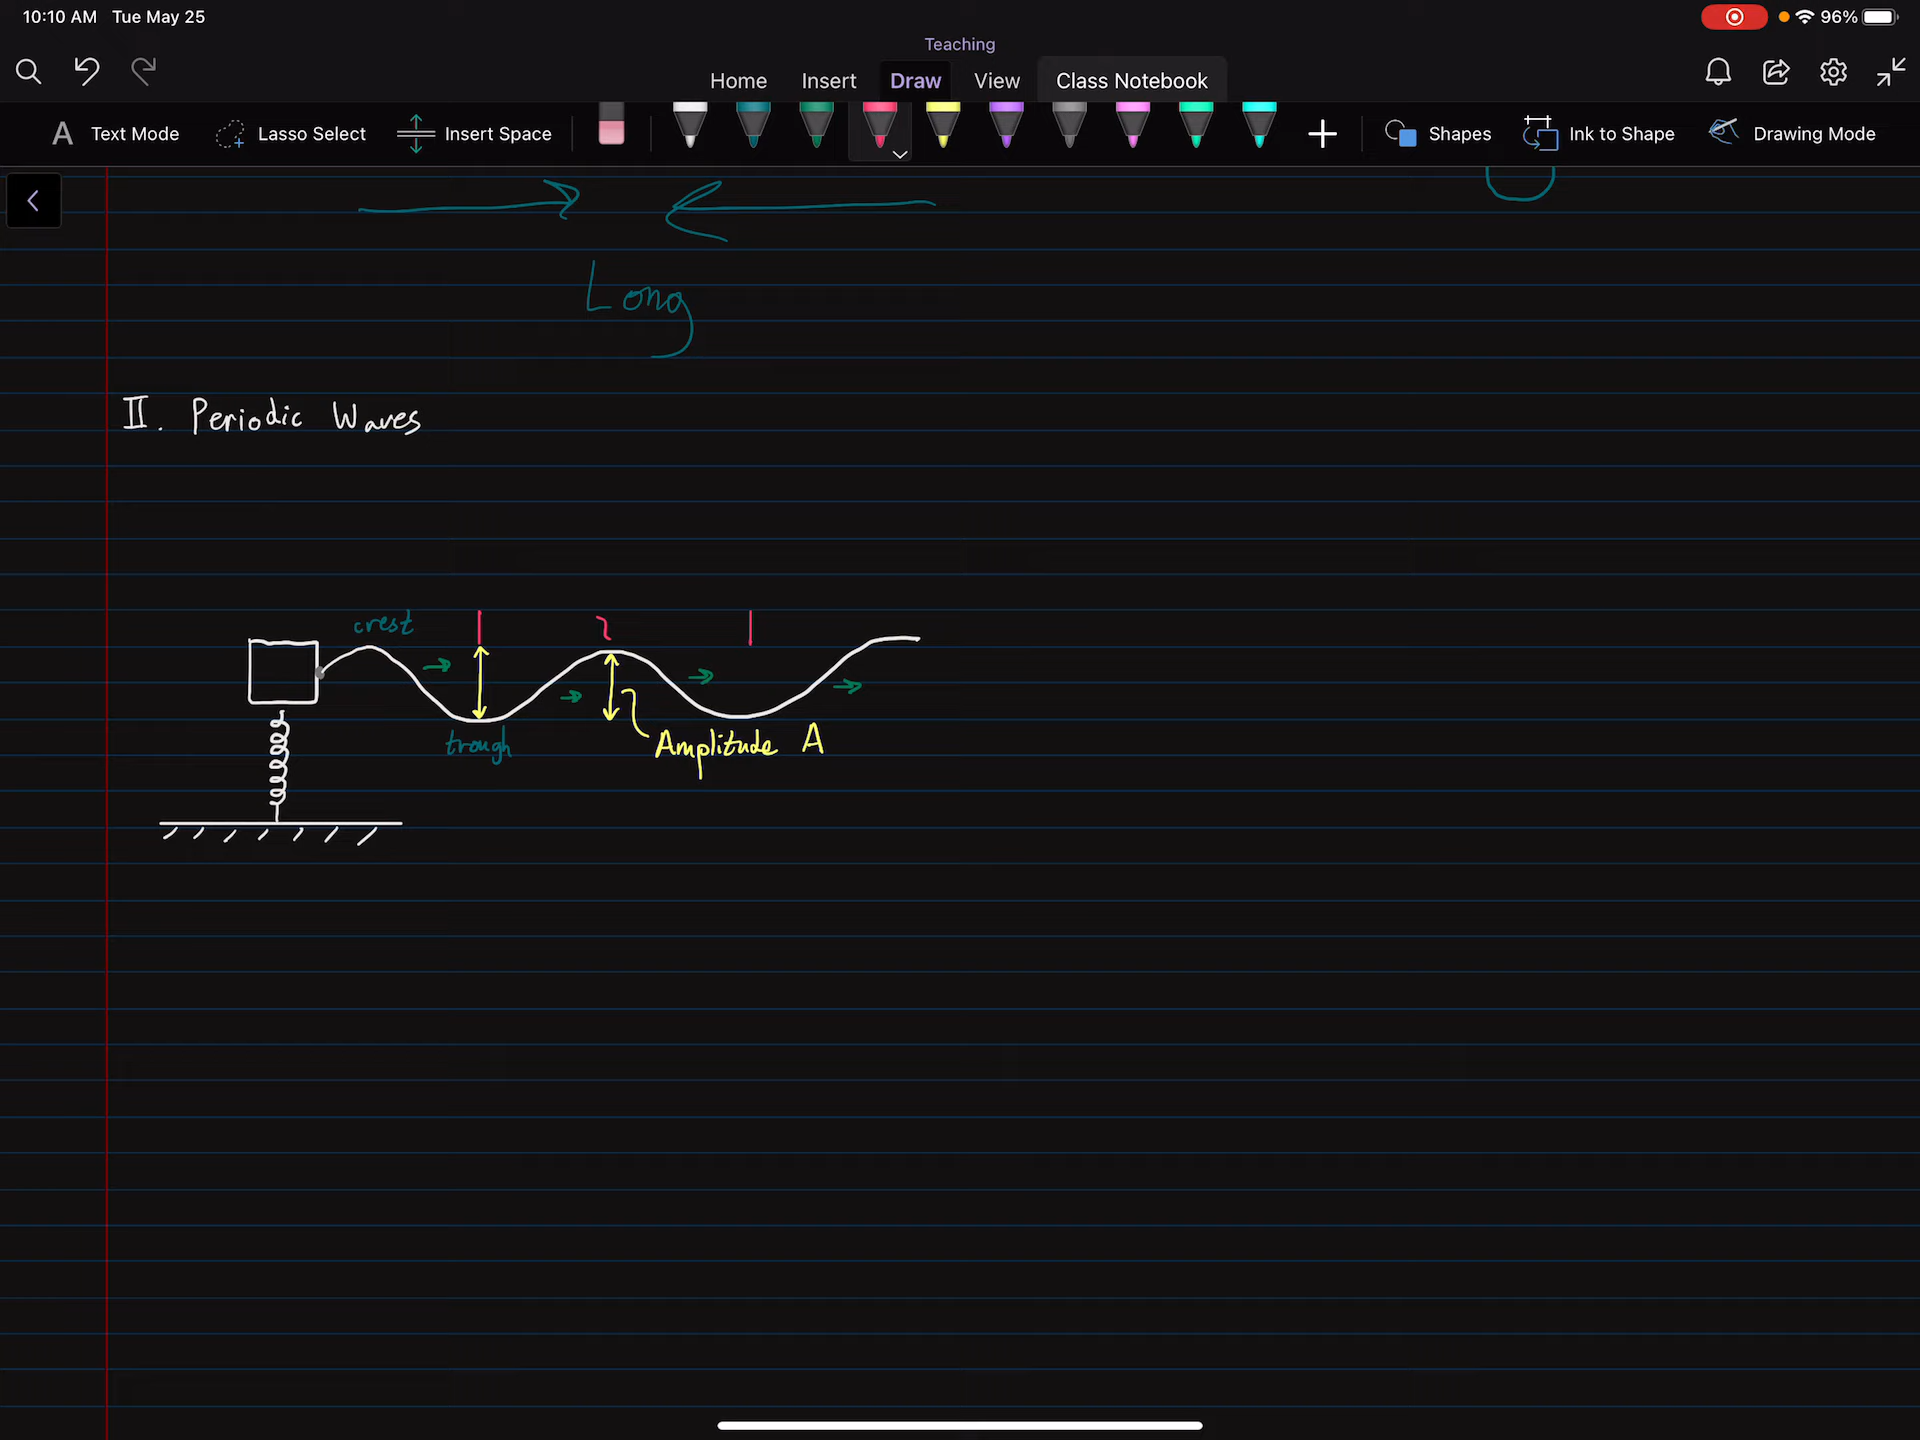 10:10 AM Tue May 25
96%
Teaching
Home Insert Draw View Class Notebook
A Text Mode Lasso Select Insert Space Shapes Ink to Shape Drawing Mode
Long
II. Periodic Waves
crest
trough
Amplitude A